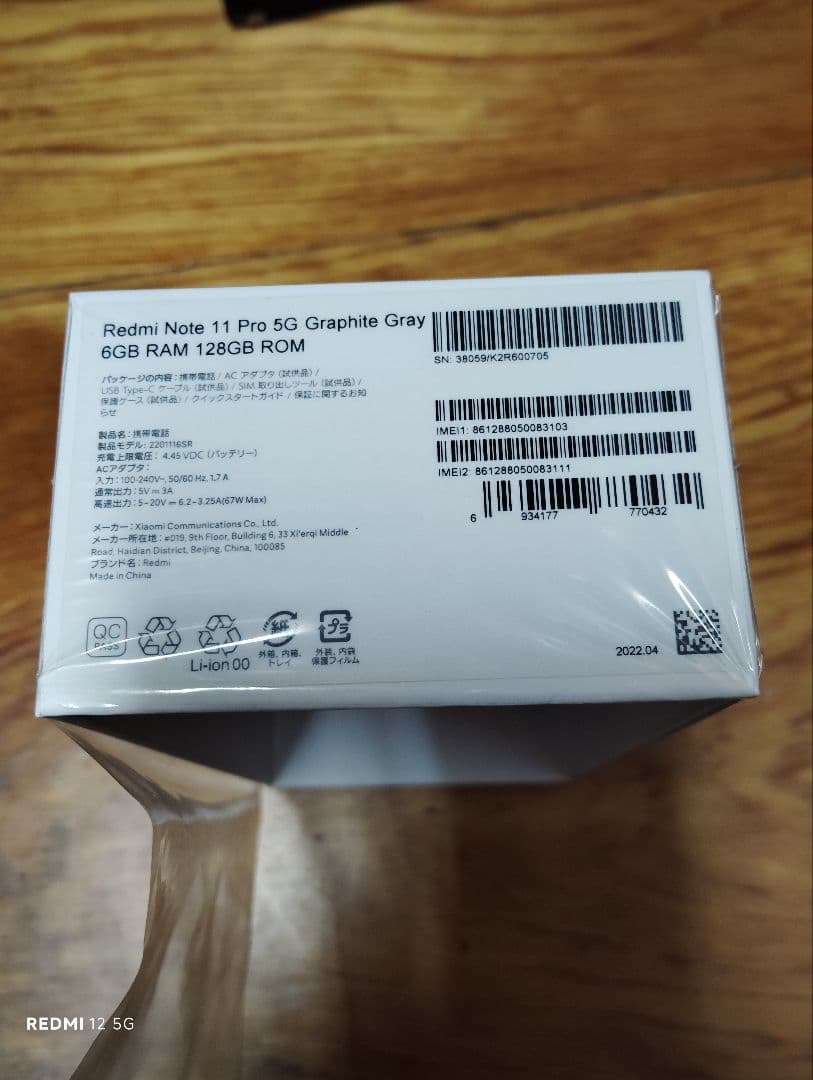 Redmi Note 11 Pro 5G Graphite Gray
6GB RAM 128GB ROM
パッケージの内容：携帯電話 / AC アダプタ (試供品) /
USB Type-C ケーブル (試供品) / SIM 取り出しツール (試供品) /
保護ケース (試供品) / クイックスタートガイド / 保証に関するお知
らせ
製品名：携帯電話
製品モデル：2201116SR
充電上限電圧： 4.45 VDC (バッテリー)
ACアダプタ：
入力：100-240V~, 50/60 Hz, 1.7 A
通常出力：5V⎓3A
高速出力：5-20V⎓6.2-3.25A(67W Max)
メーカー：Xiaomi Communications Co., Ltd.
メーカー所在地：#019, 9th Floor, Building 6, 33 Xi'erqi Middle
Road, Haidian District, Beijing, China, 100085
ブランド名：Redmi
Made in China
SN: 38059/K2R600705
IMEI1: 861288050083103
IMEI2: 861288050083111
6 934177 770432
QC
PASS
Li-ion 00
紙
外箱、内箱、
トレイ
プラ
外装、内袋
保護フィルム
2022.04
REDMI 12 5G